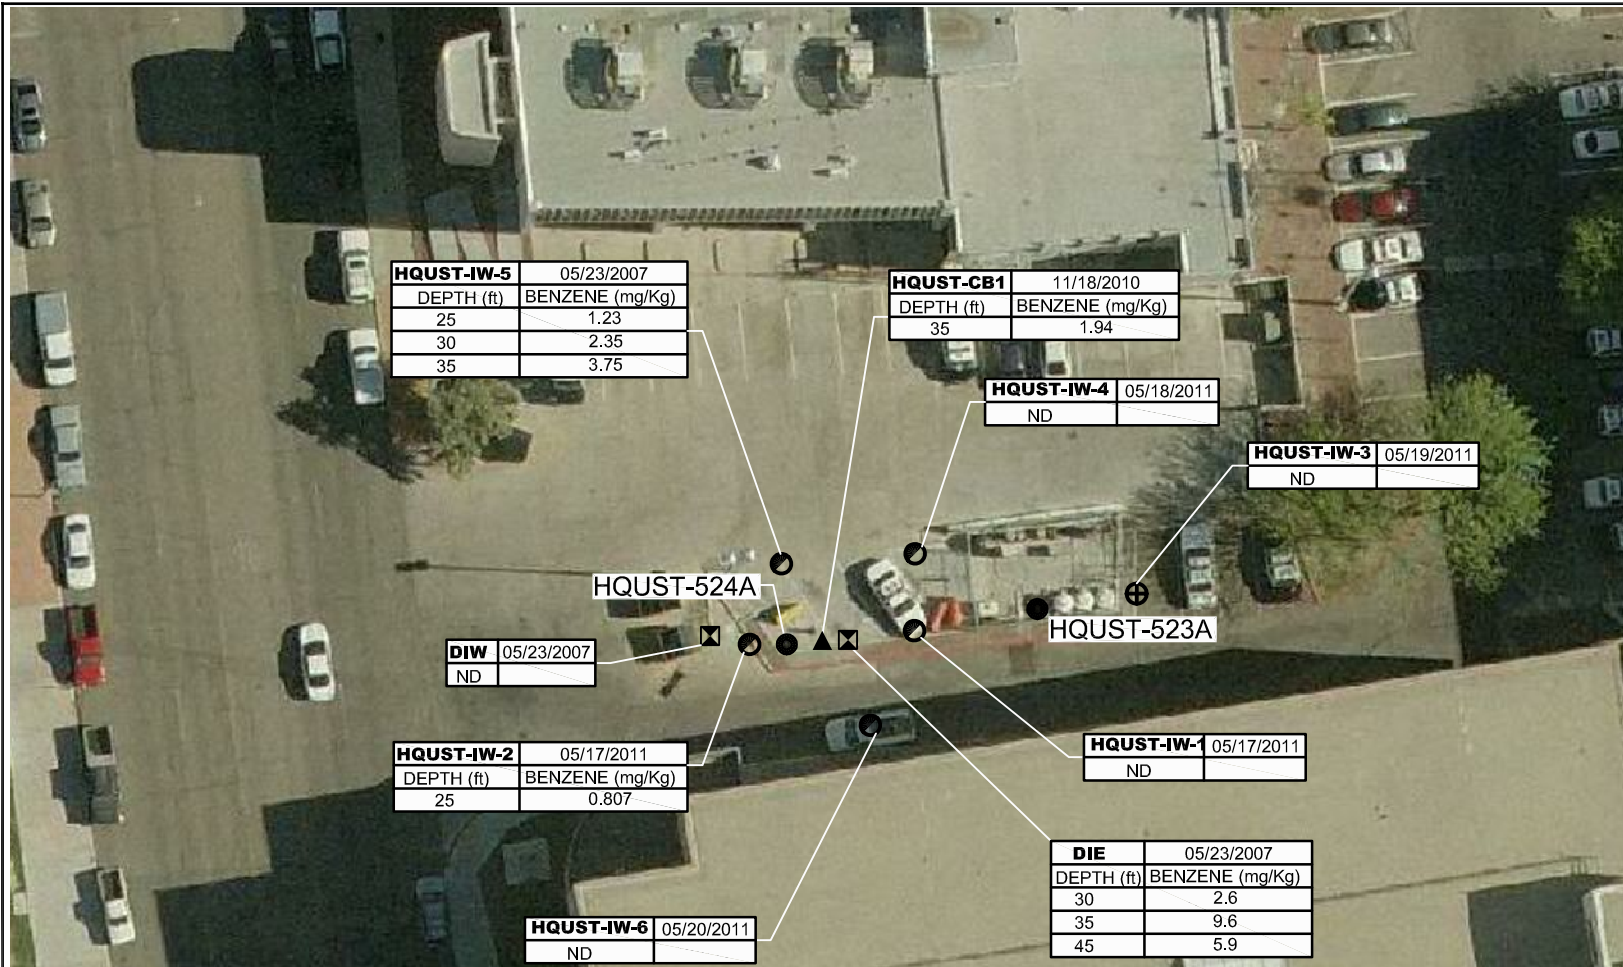 HQUST-IW-5 05/23/2007
DEPTH (ft) BENZENE (mg/Kg)
25 1.23
30 2.35
35 3.75
HQUST-CB1 11/18/2010
DEPTH (ft) BENZENE (mg/Kg)
35 1.94
HQUST-IW-4 05/18/2011
ND
HQUST-IW-3 05/19/2011
ND
HQUST-524A
HQUST-523A
DIW 05/23/2007
ND
HQUST-IW-2 05/17/2011
DEPTH (ft) BENZENE (mg/Kg)
25 0.807
HQUST-IW-1 05/17/2011
ND
DIE 05/23/2007
DEPTH (ft) BENZENE (mg/Kg)
30 2.6
35 9.6
45 5.9
HQUST-IW-6 05/20/2011
ND